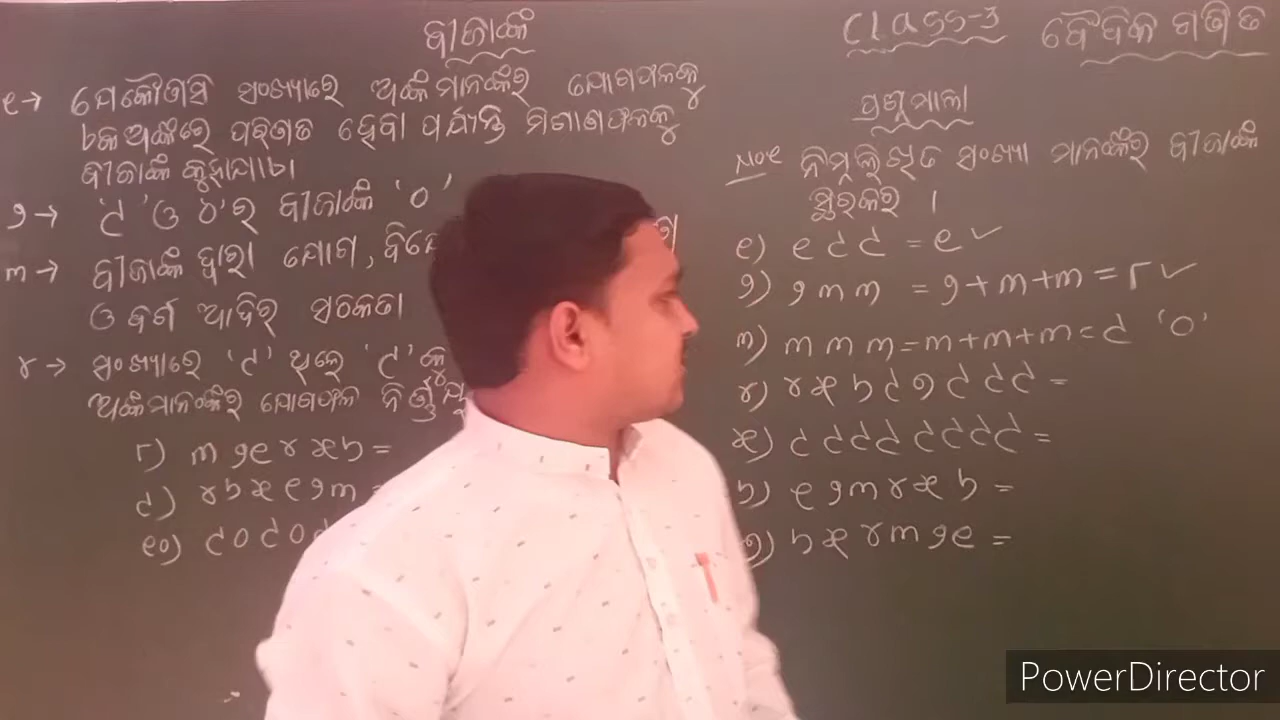 ବୀଜାଙ୍କ
Class-3 ବୈଦିକ ଗଣିତ
୧→ ଯେକୌଣସି ସଂଖ୍ୟାରେ ଅଙ୍କମାନଙ୍କର ଯୋଗଫଳକୁ
ଏକ ଅଙ୍କରେ ପରିଣତ ହେବା ପର୍ଯ୍ୟନ୍ତ ମିଶାଣଫଳକୁ
ବୀଜାଙ୍କ କୁହାଯାଏ।
୨→ '୯' ଓ ୦'ର ବୀଜାଙ୍କ '୦'
୩→ ବୀଜାଙ୍କ ଦ୍ୱାରା ଯୋଗ,
ଓ ବର୍ଗ ଆଦିର ସଠିକତା
୪→ ସଂଖ୍ୟାରେ '୯' ଥିଲେ '୯'
ଅଙ୍କମାନଙ୍କର ଯୋଗଫଳ
୮) ୩୨୧୪୫୬ =
୯) ୪୬୫୧୨୩ =
୧୦) ୯୦୯୦
ପ୍ରଶ୍ନମାଳା
ନିମ୍ନଲିଖିତ ସଂଖ୍ୟା ମାନଙ୍କର ବୀଜାଙ୍କ
ସ୍ଥିରକର ।
୧) ୧୯୯ = ୧ ✓
୨) ୨୩୩ = ୨+୩+୩ = ୮ ✓
୩) ୩୩୩ = ୩+୩+୩ = ୯ '୦'
୪) ୪୫୬୯୭୯୯୯ =
୫) ୯୯୯୯୯୯୯୯ =
୬) ୧୨୩୪୫୬ =
୭) ୬୫୪୩୨୧ =
PowerDirector